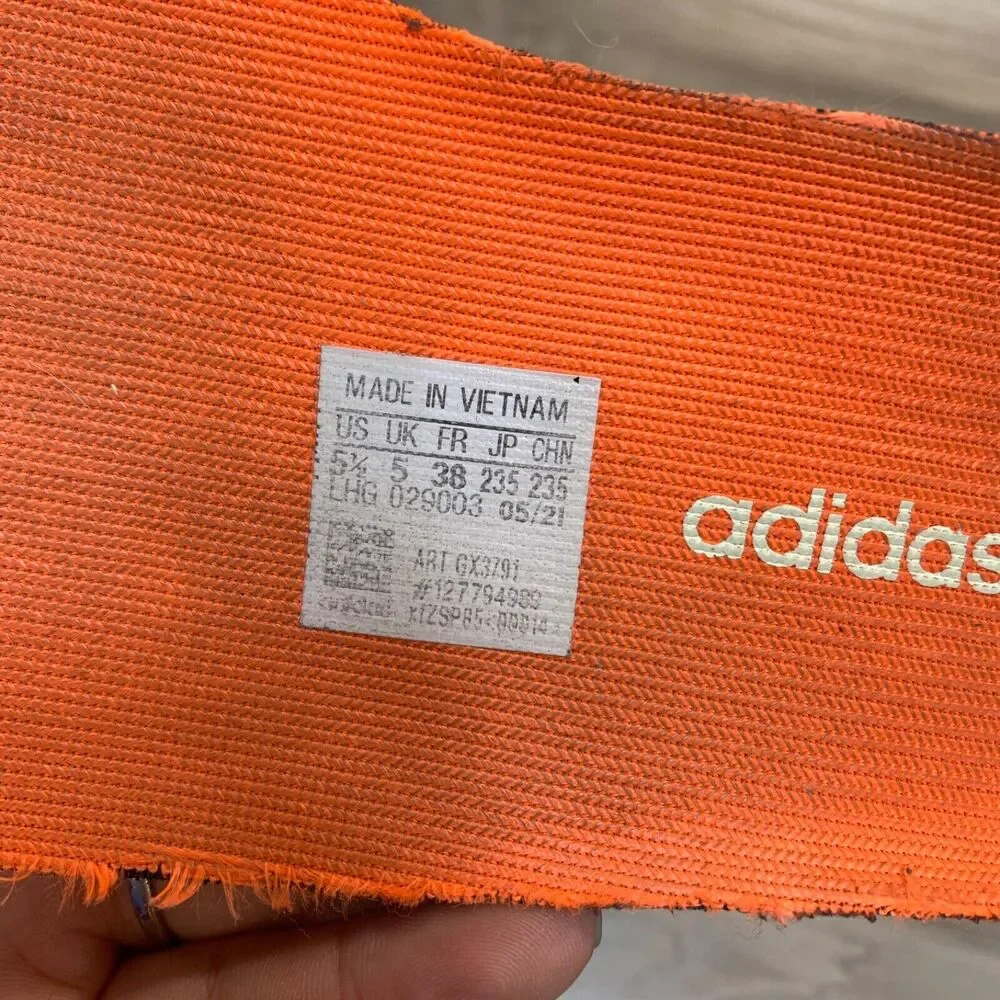 MADE IN VIETNAM
US UK FR JP CHN
5½ 5 38 235 235
LHG 029003 05/21
ART GX3791
#127794989
adidas